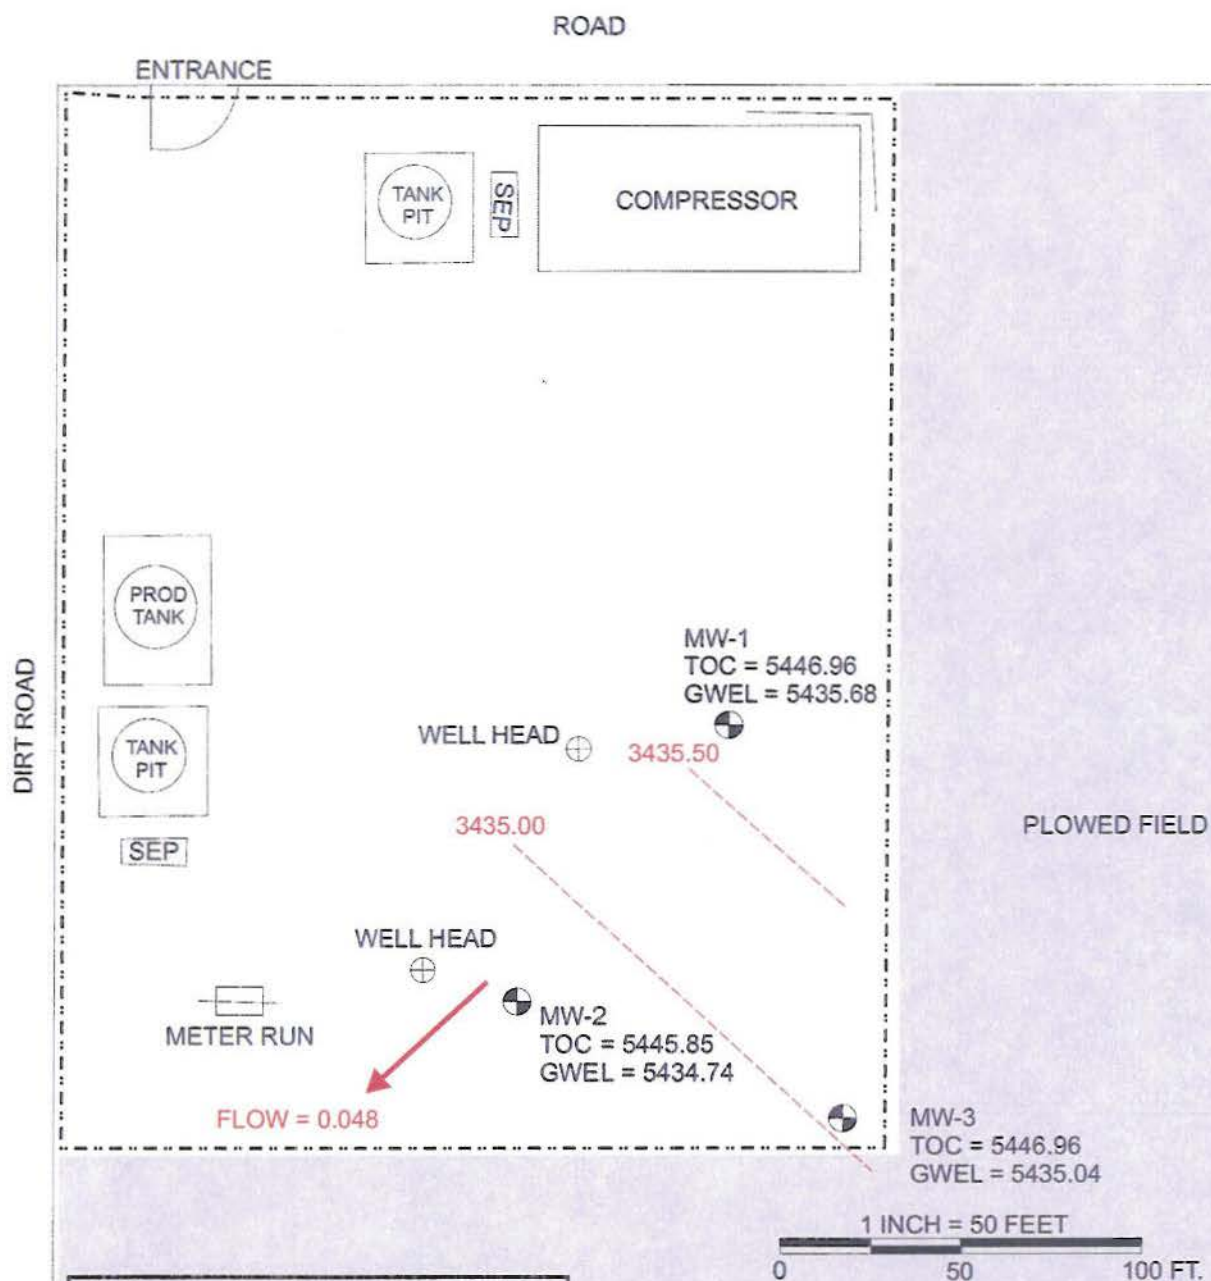 ROAD
ENTRANCE
TANK
PIT
SEP
COMPRESSOR
PROD
TANK
MW-1
TOC = 5446.96
GWEL = 5435.68
DIRT ROAD
WELL HEAD
3435.50
TANK
PIT
3435.00
PLOWED FIELD
SEP
WELL HEAD
METER RUN
MW-2
TOC = 5445.85
GWEL = 5434.74
FLOW = 0.048
MW-3
TOC = 5446.96
GWEL = 5435.04
1 INCH = 50 FEET
0 50 100 FT.